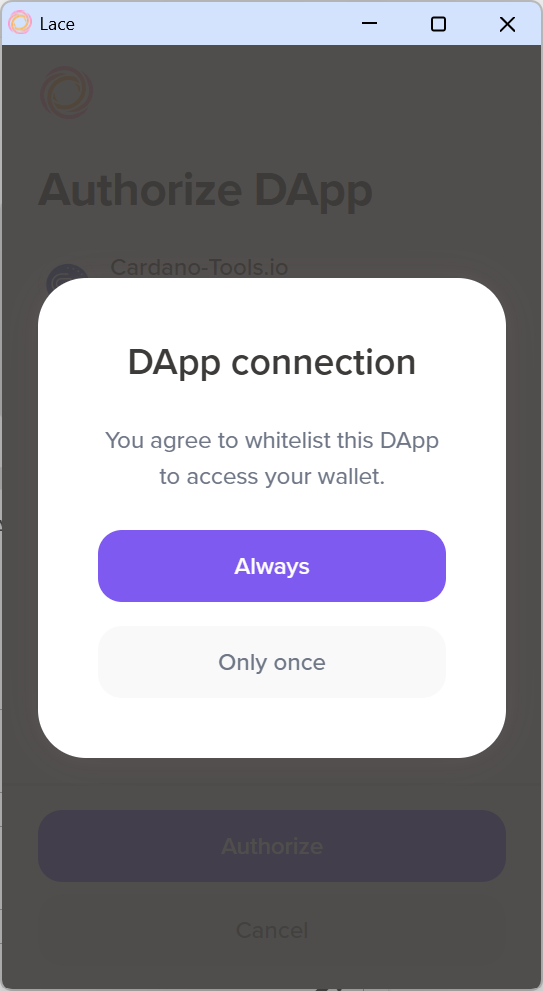 Lace
Authorize DApp
Cardano-Tools.io
DApp connection
You agree to whitelist this DApp
to access your wallet.
Always
Only once
Authorize
Cancel